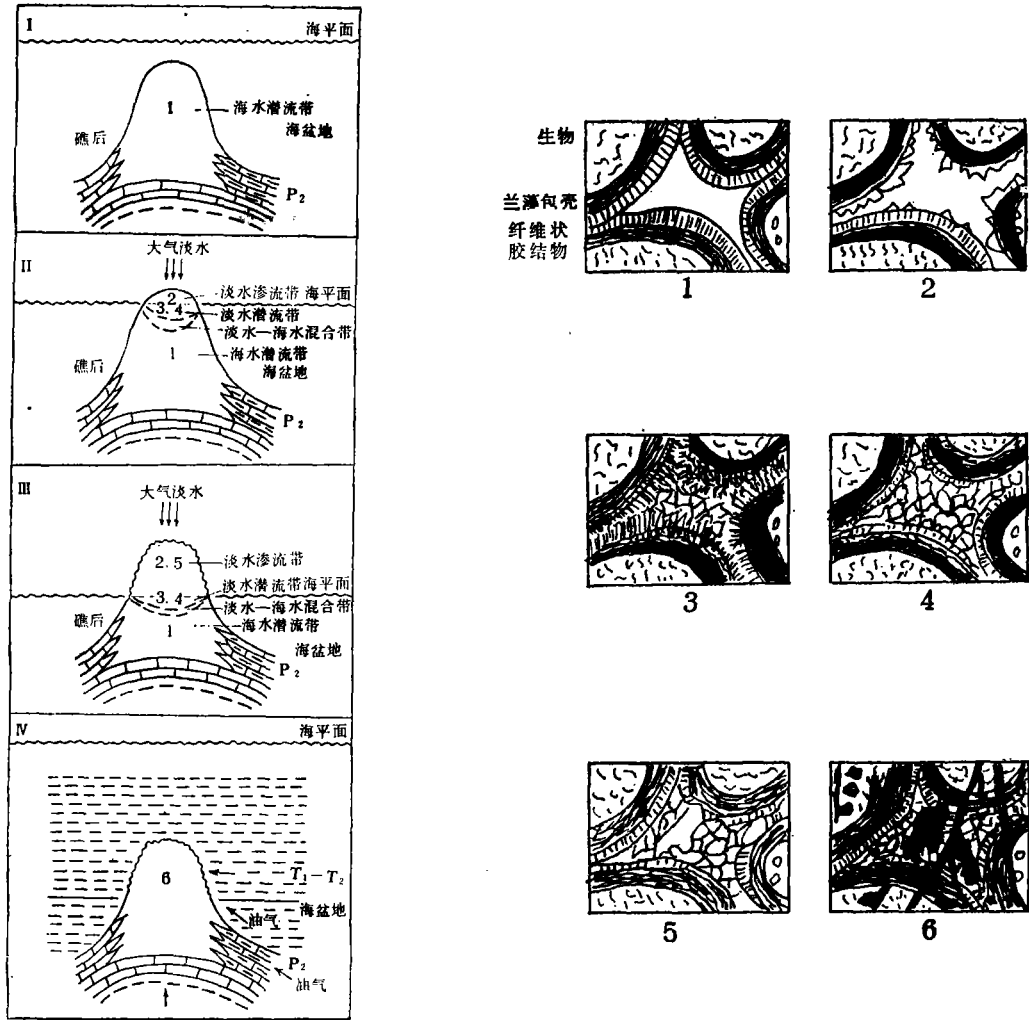 I
海平面
1
海水潜流带
海盆地
礁后
P₂
II
大气淡水
2
淡水渗流带 海平面
3. 4
淡水潜流带
淡水—海水混合带
1
海水潜流带
海盆地
礁后
P₂
III
大气淡水
2. 5
淡水渗流带
淡水潜流带海平面
3. 4
淡水—海水混合带
1
海水潜流带
礁后
海盆地
P₂
IV
海平面
6
T₁—T₂
海盆地
油气
P₂
油气
生物
兰藻包壳
纤维状
胶结物
1
2
3
4
5
6